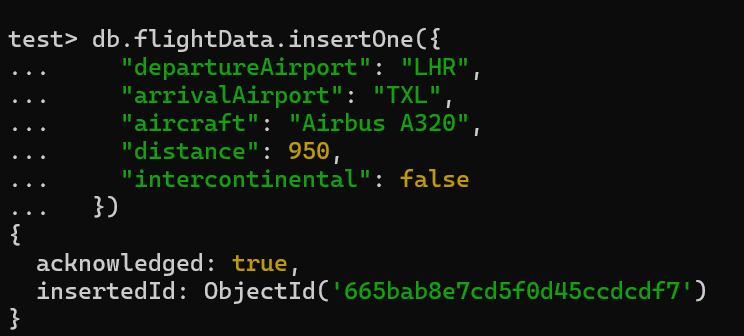 test> db.flightData.insertOne({
...     "departureAirport": "LHR",
...     "arrivalAirport": "TXL",
...     "aircraft": "Airbus A320",
...     "distance": 950,
...     "intercontinental": false
...   })
{
  acknowledged: true,
  insertedId: ObjectId('665bab8e7cd5f0d45ccdcdf7')
}